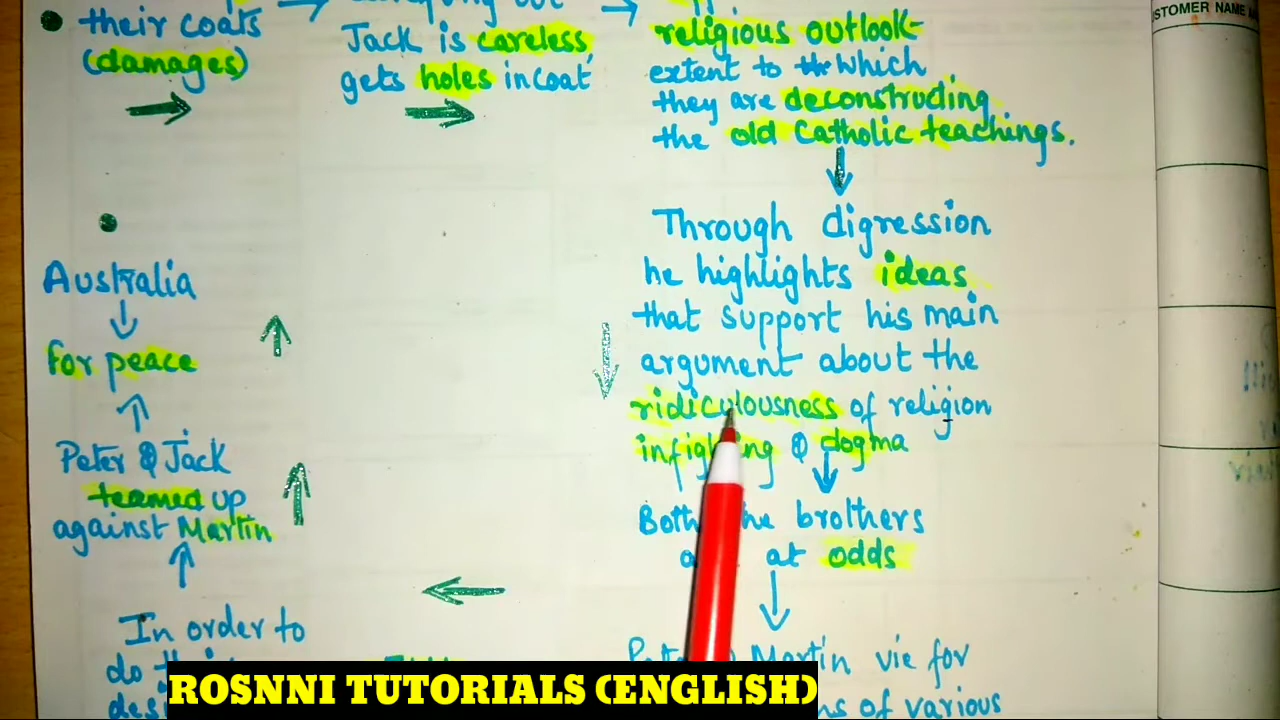 their coats
(damages)
Jack is careless,
gets holes in coat
religious outlook-
extent to the which
they are deconstructing
the old Catholic teachings.
Through digression
he highlights ideas
that support his main
argument about the
ridiculousness of religion
infighting & dogma
Both the brothers
at odds
Martin vie for
of various
Australia
for peace
Peter & Jack
teamed up
against Martin
In order to
do
STOMER NAME
ROSNNI TUTORIALS (ENGLISH)